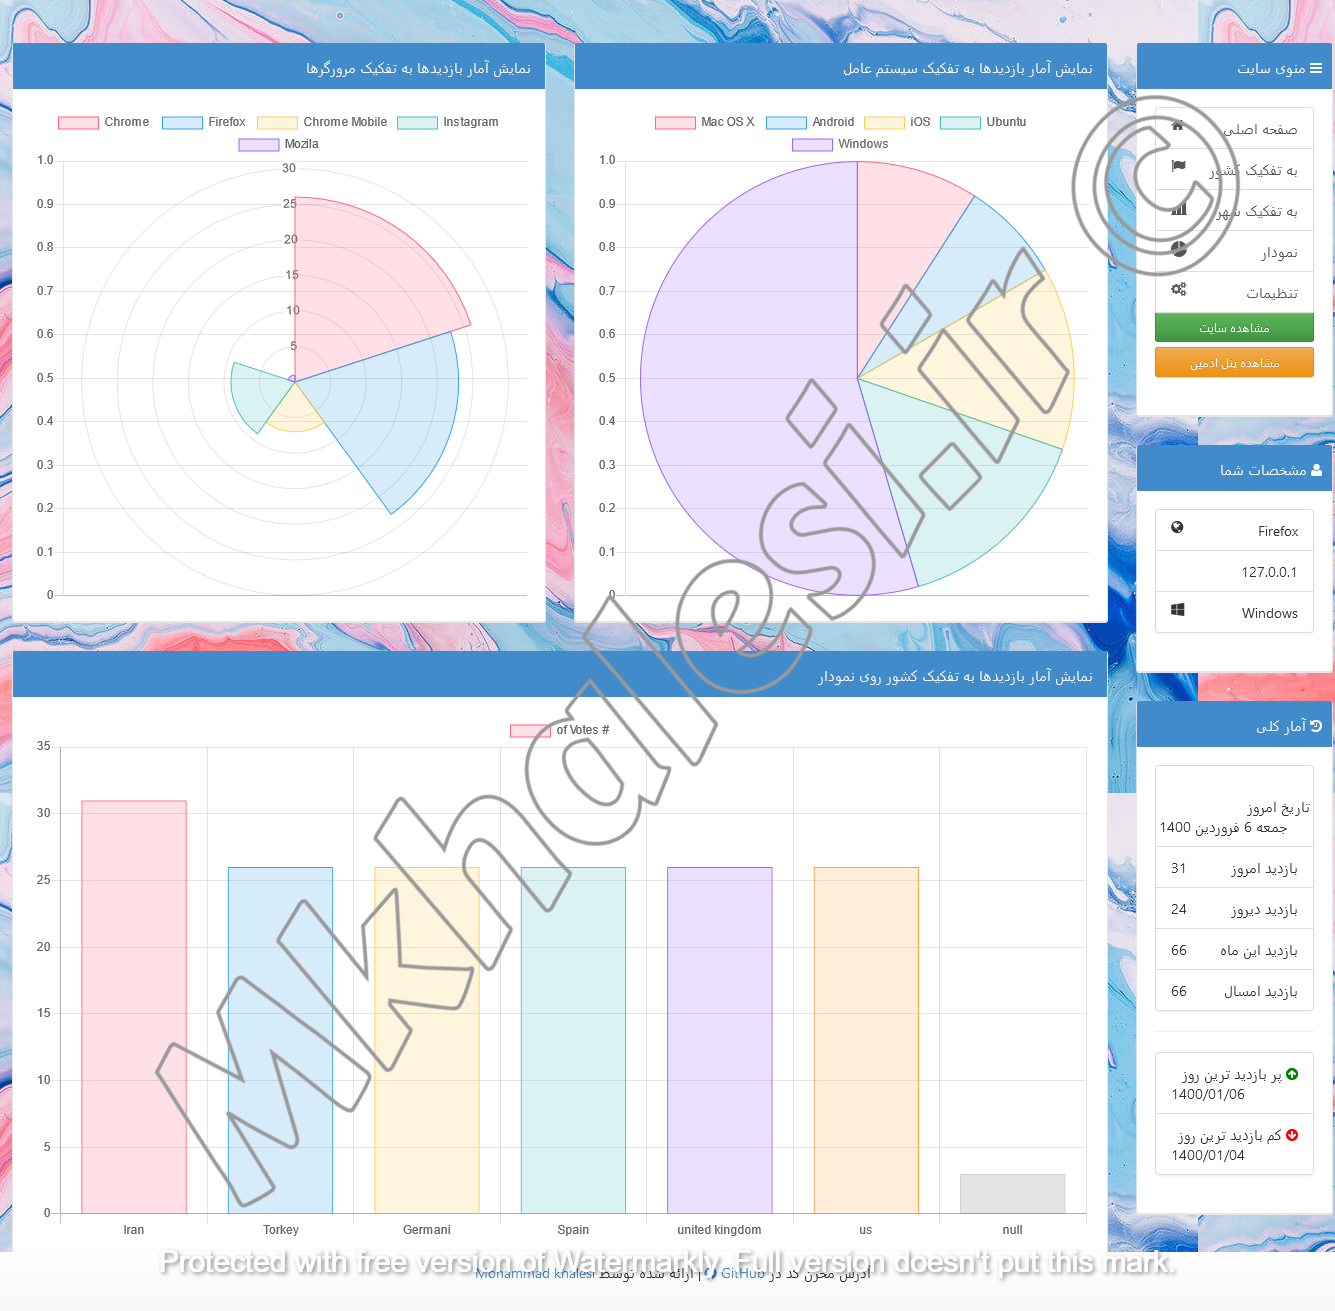 منوی سایت
صفحه اصلی
به تفکیک کشور
به تفکیک شهر
نمودار
تنظیمات
مشاهده سایت
مشاهده پنل ادمین
نمایش آمار بازدیدها به تفکیک سیستم عامل
Mac OS X Android iOS Ubuntu
Windows
1.0
0.9
0.8
0.7
0.6
0.5
0.4
0.3
0.2
0.1
0
نمایش آمار بازدیدها به تفکیک مرورگرها
Chrome Firefox Chrome Mobile Instagram
Mozila
1.0
0.9
0.8
0.7
0.6
0.5
0.4
0.3
0.2
0.1
0
30
25
20
15
10
5
مشخصات شما
Firefox
127.0.0.1
Windows
نمایش آمار بازدیدها به تفکیک کشور روی نمودار
of Votes #
35
30
25
20
15
10
5
0
Iran Torkey Germani Spain united kingdom us null
آمار کلی
تاریخ امروز
جمعه 6 فروردین 1400
بازدید امروز 31
بازدید دیروز 24
بازدید این ماه 66
بازدید امسال 66
پر بازدید ترین روز
1400/01/06
کم بازدید ترین روز
1400/01/04
© Mkhalesi.ir
Protected with free version of Watermarkly. Full version doesn't put this mark.
آدرس مخزن کد در GitHub | ارائه شده توسط Mohammad khalesi